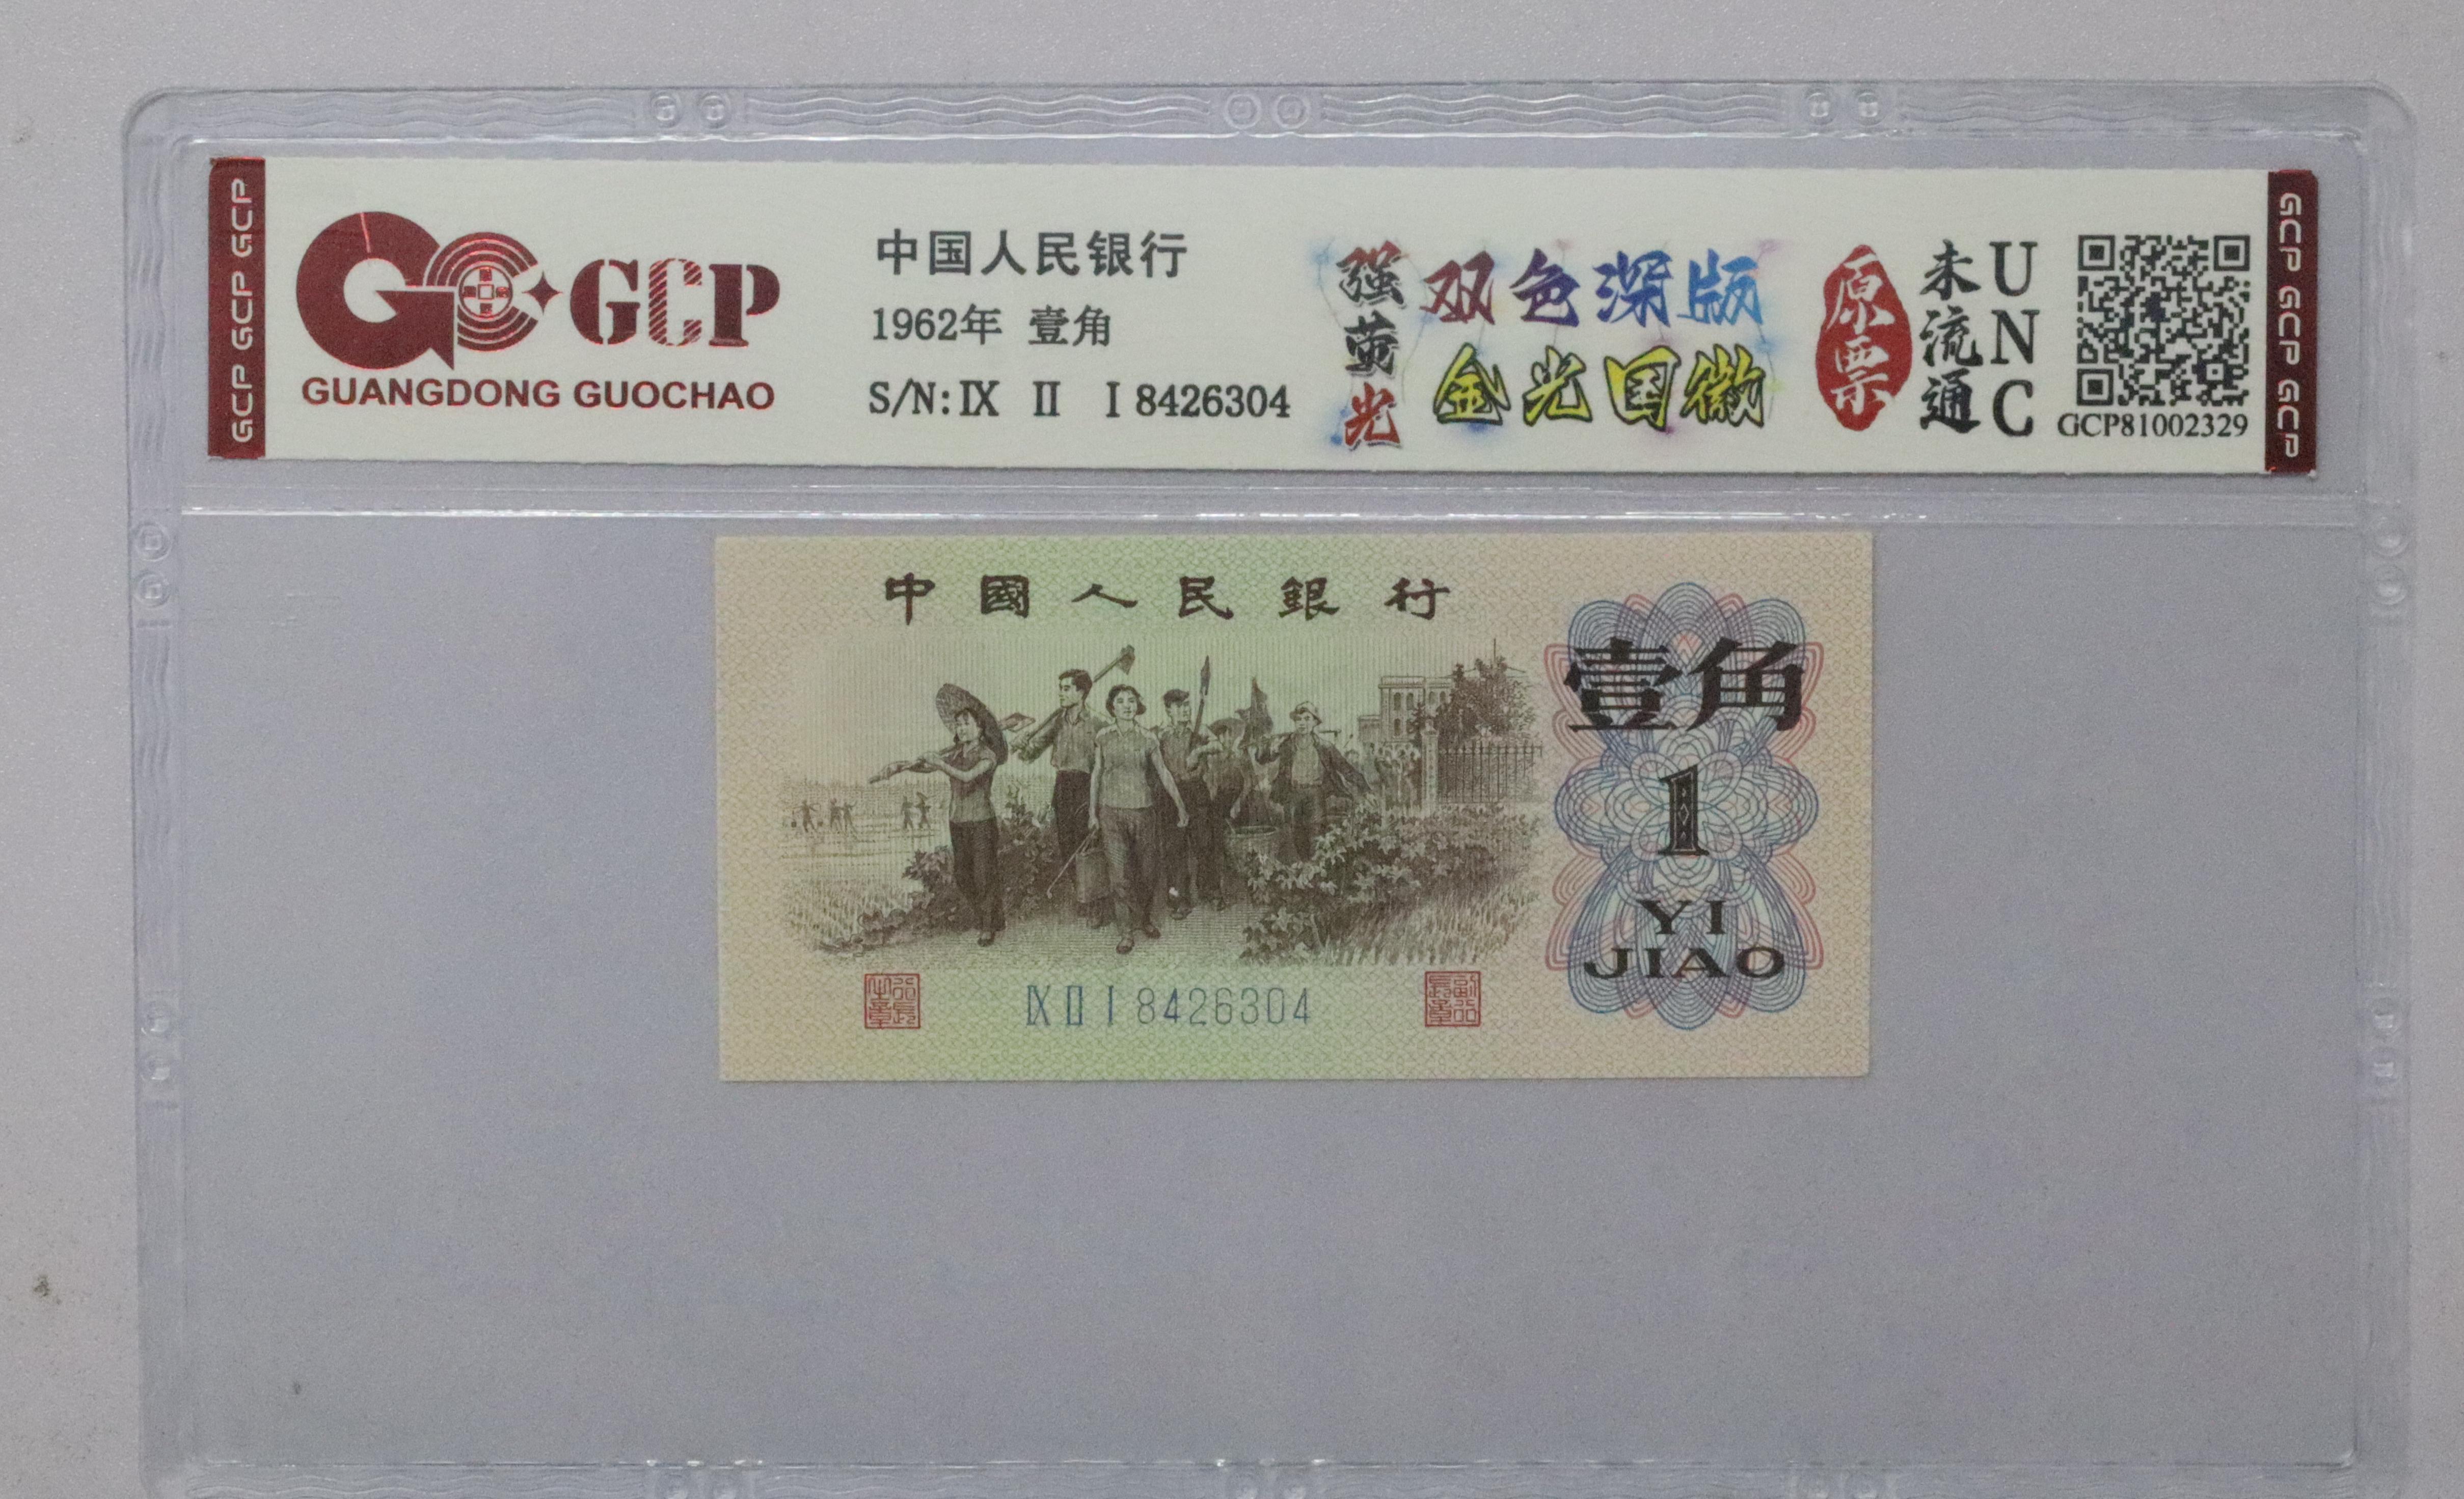 GCP GCP GCP
GCP
GUANGDONG GUOCHAO
中国人民银行
1962年 壹角
S/N: IX II I 8426304
强荧光
双色深版
金光国徽
原票
未流通
UNC
GCP81002329
GCP GCP GCP
中國人民銀行
壹角
1
YI
JIAO
IX II I 8426304